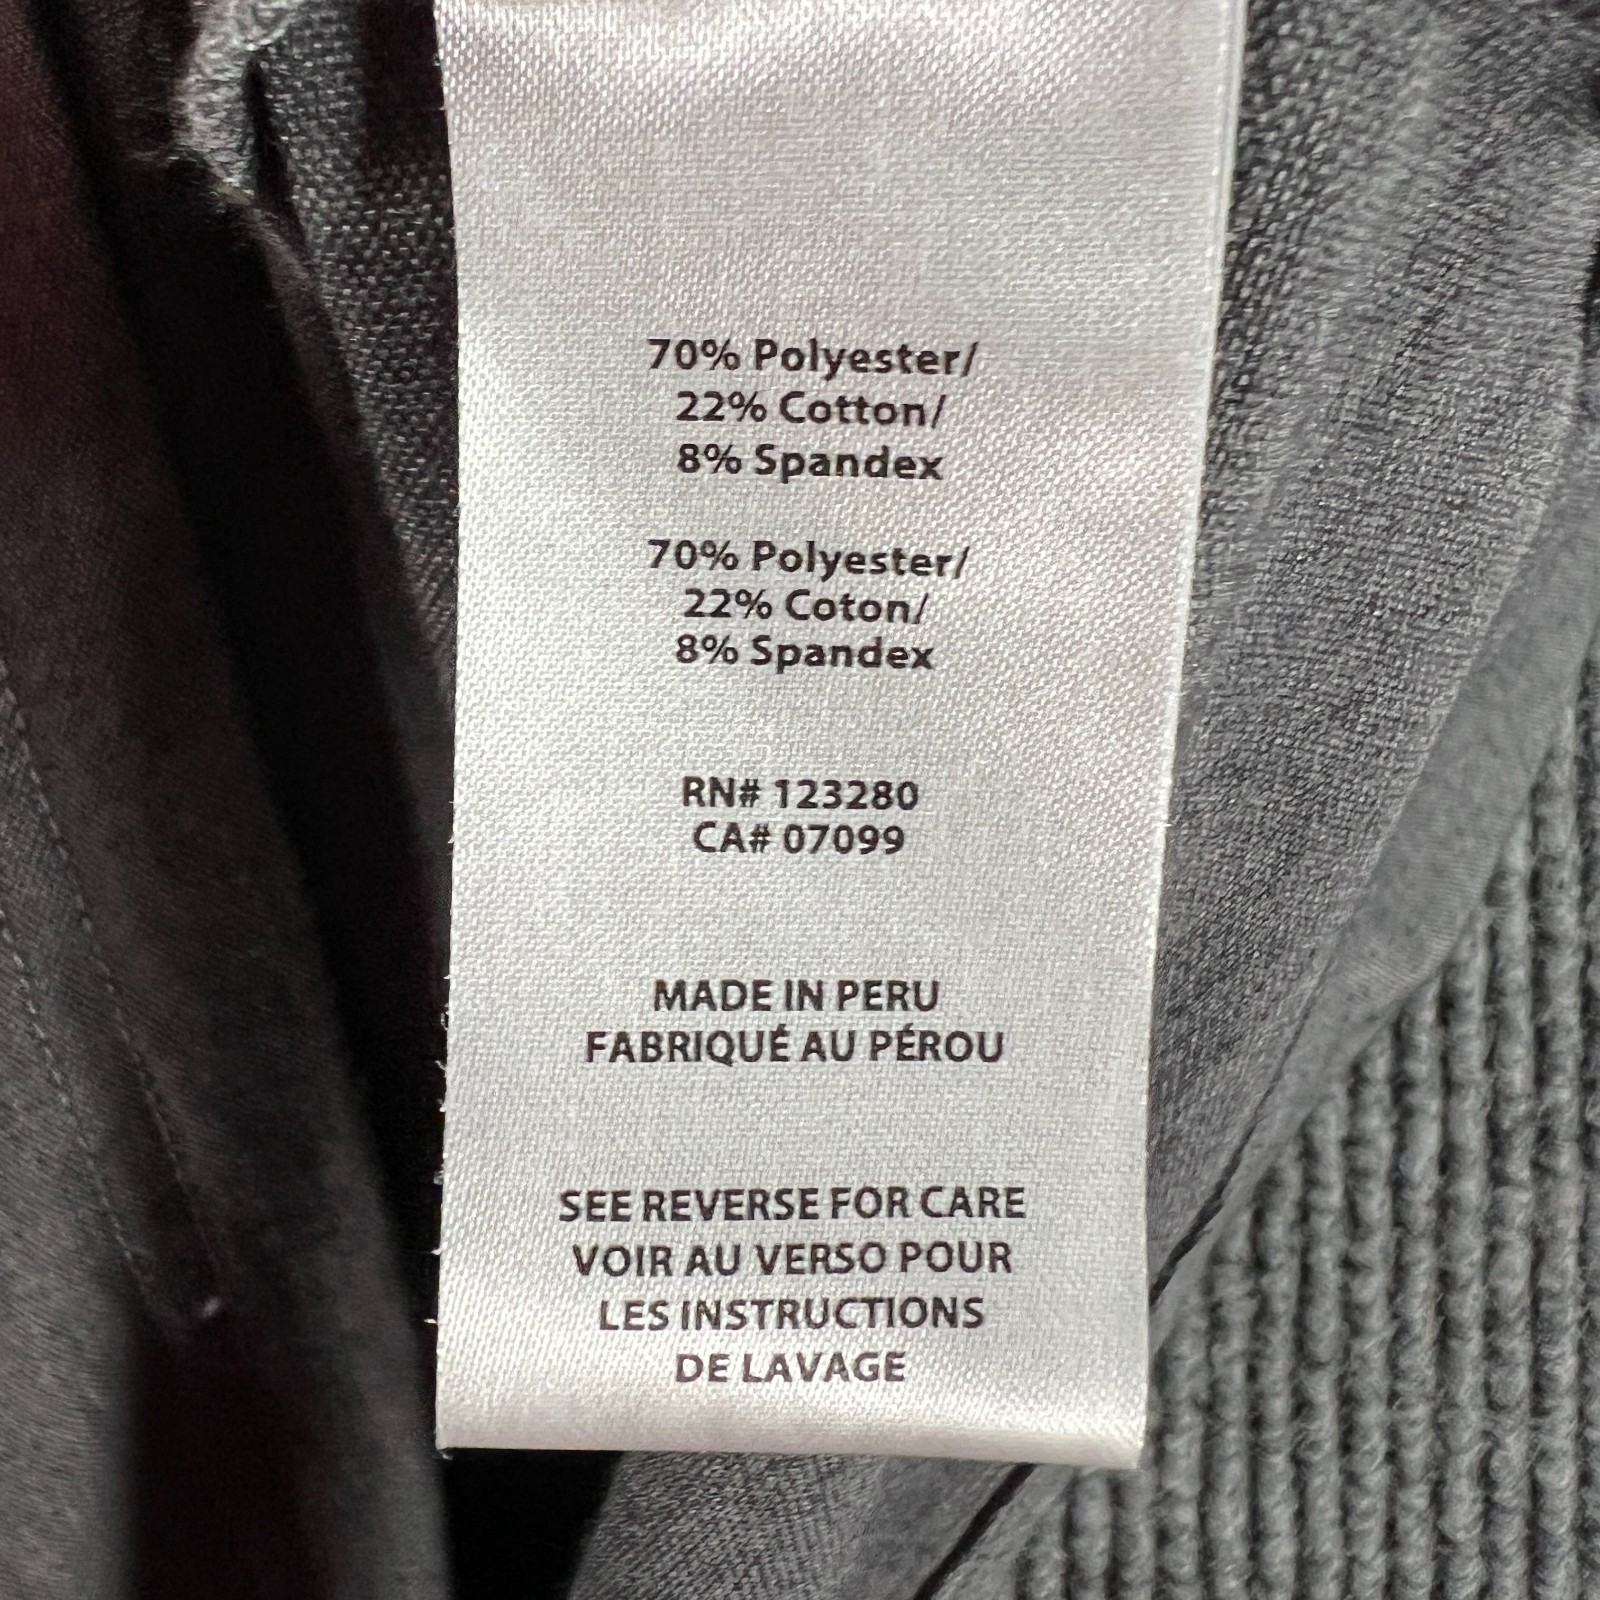 70% Polyester/
22% Cotton/
8% Spandex
70% Polyester/
22% Coton/
8% Spandex
RN# 123280
CA# 07099
MADE IN PERU
FABRIQUÉ AU PÉROU
SEE REVERSE FOR CARE
VOIR AU VERSO POUR
LES INSTRUCTIONS
DE LAVAGE